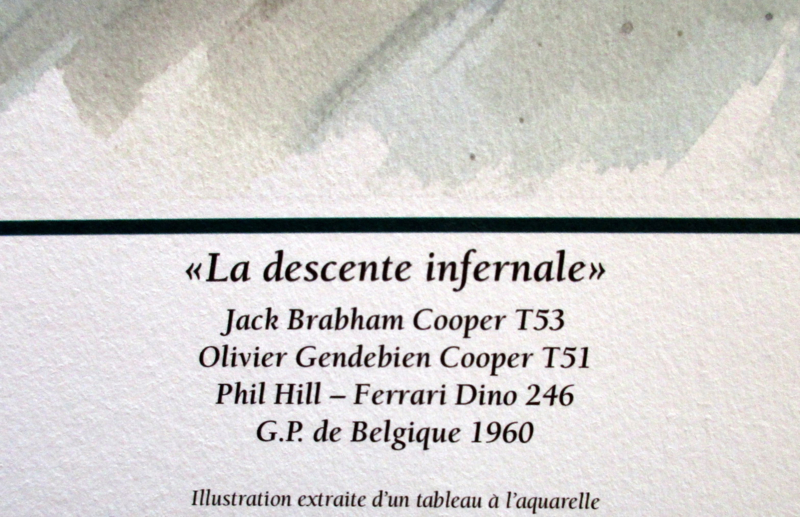 «La descente infernale»
Jack Brabham Cooper T53
Olivier Gendebien Cooper T51
Phil Hill – Ferrari Dino 246
G.P. de Belgique 1960
Illustration extraite d'un tableau à l'aquarelle